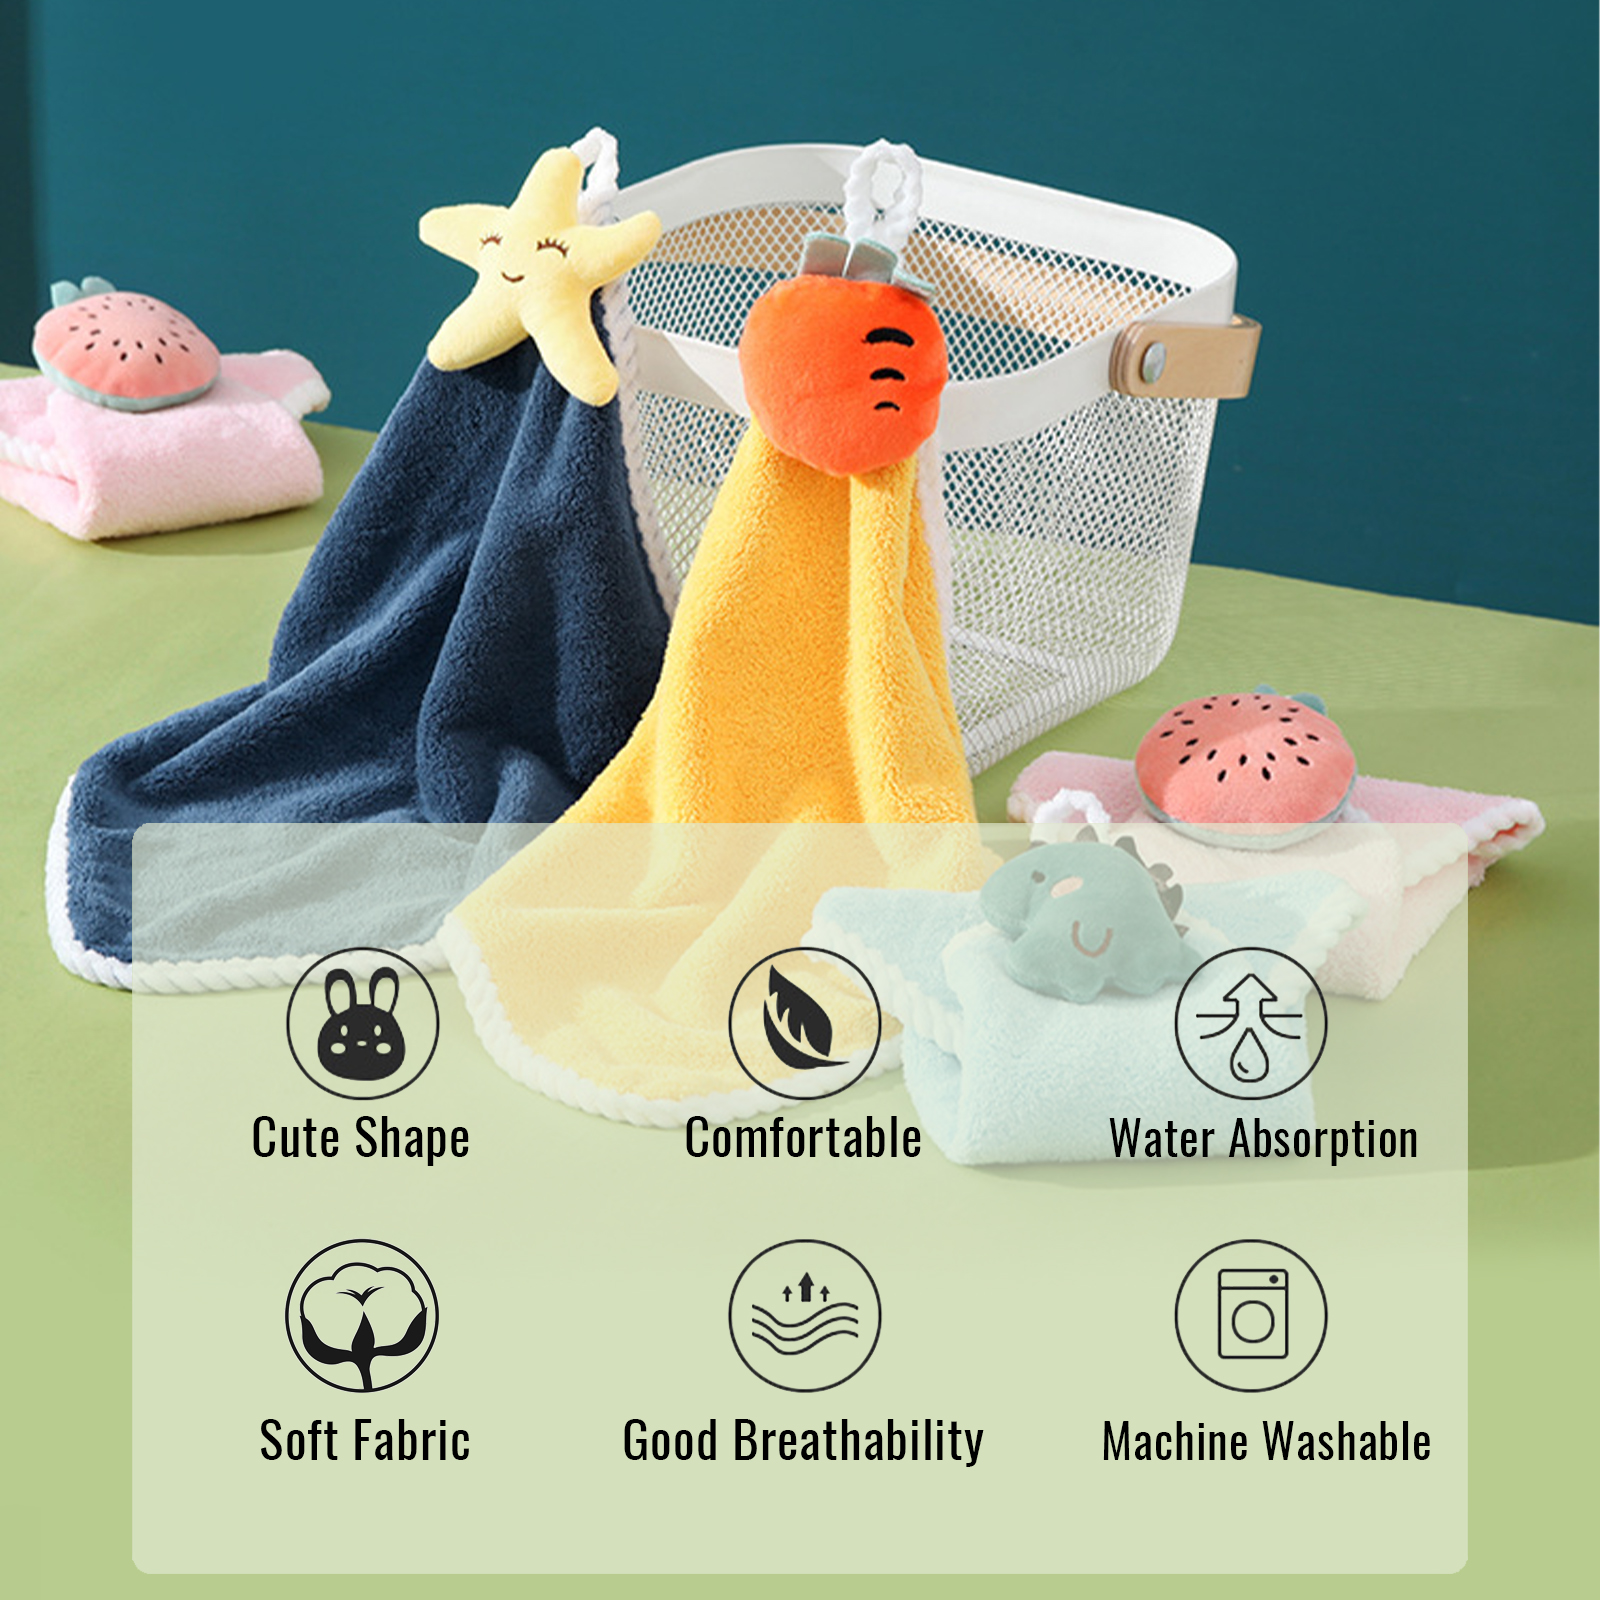 Cute Shape
Comfortable
Water Absorption
Soft Fabric
Good Breathability
Machine Washable